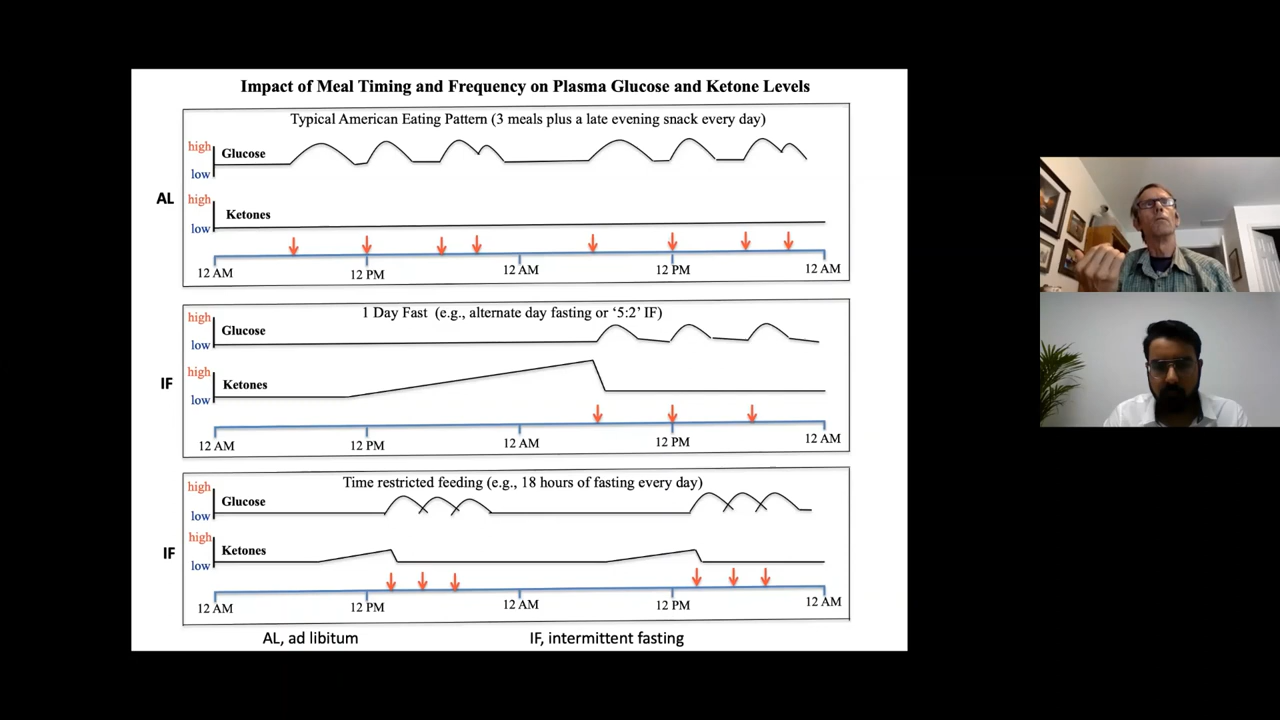 Impact of Meal Timing and Frequency on Plasma Glucose and Ketone Levels
Typical American Eating Pattern (3 meals plus a late evening snack every day)
high
Glucose
low
AL
high
Ketones
low
12 AM
12 PM
12 AM
12 PM
12 AM
1 Day Fast (e.g., alternate day fasting or ‘5:2’ IF)
high
Glucose
low
IF
high
Ketones
low
12 AM
12 PM
12 AM
12 PM
12 AM
Time restricted feeding (e.g., 18 hours of fasting every day)
high
Glucose
low
IF
high
Ketones
low
12 AM
12 PM
12 AM
12 PM
12 AM
AL, ad libitum
IF, intermittent fasting